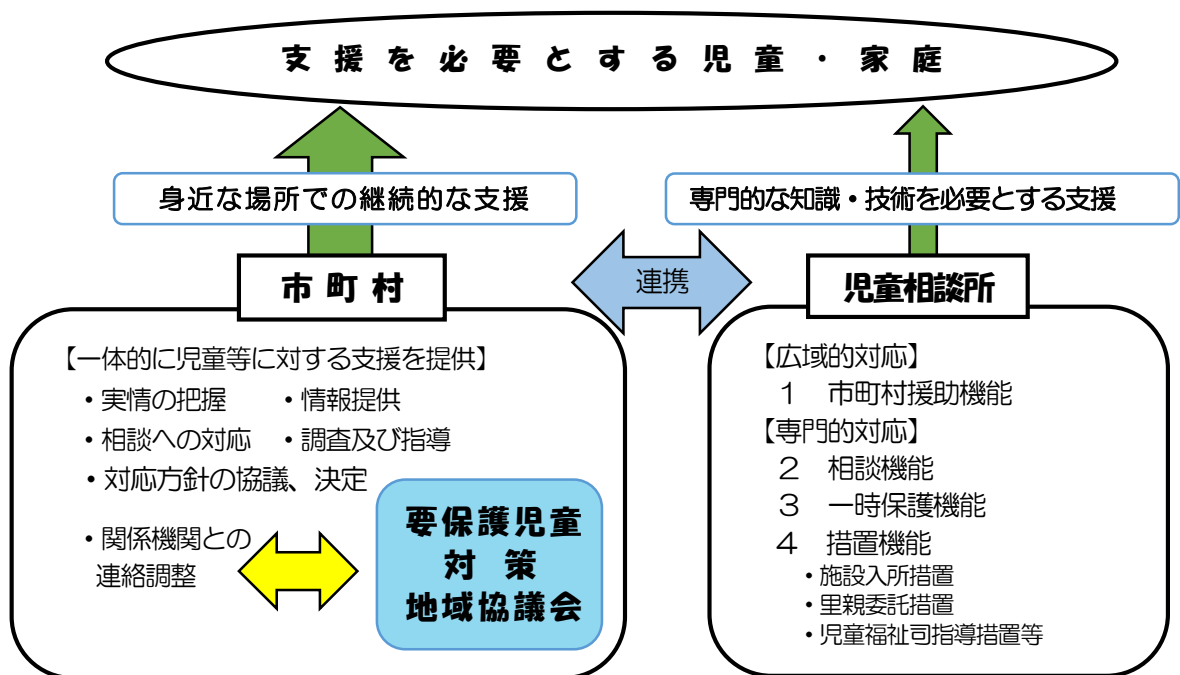 支援を必要とする児童・家庭
身近な場所での継続的な支援
専門的な知識・技術を必要とする支援
市町村
連携
児童相談所
【一体的に児童等に対する支援を提供】
・実情の把握 ・情報提供
・相談への対応 ・調査及び指導
・対応方針の協議、決定
・関係機関との
連絡調整
要保護児童
対策
地域協議会
【広域的対応】
1 市町村援助機能
【専門的対応】
2 相談機能
3 一時保護機能
4 措置機能
・施設入所措置
・里親委託措置
・児童福祉司指導措置等